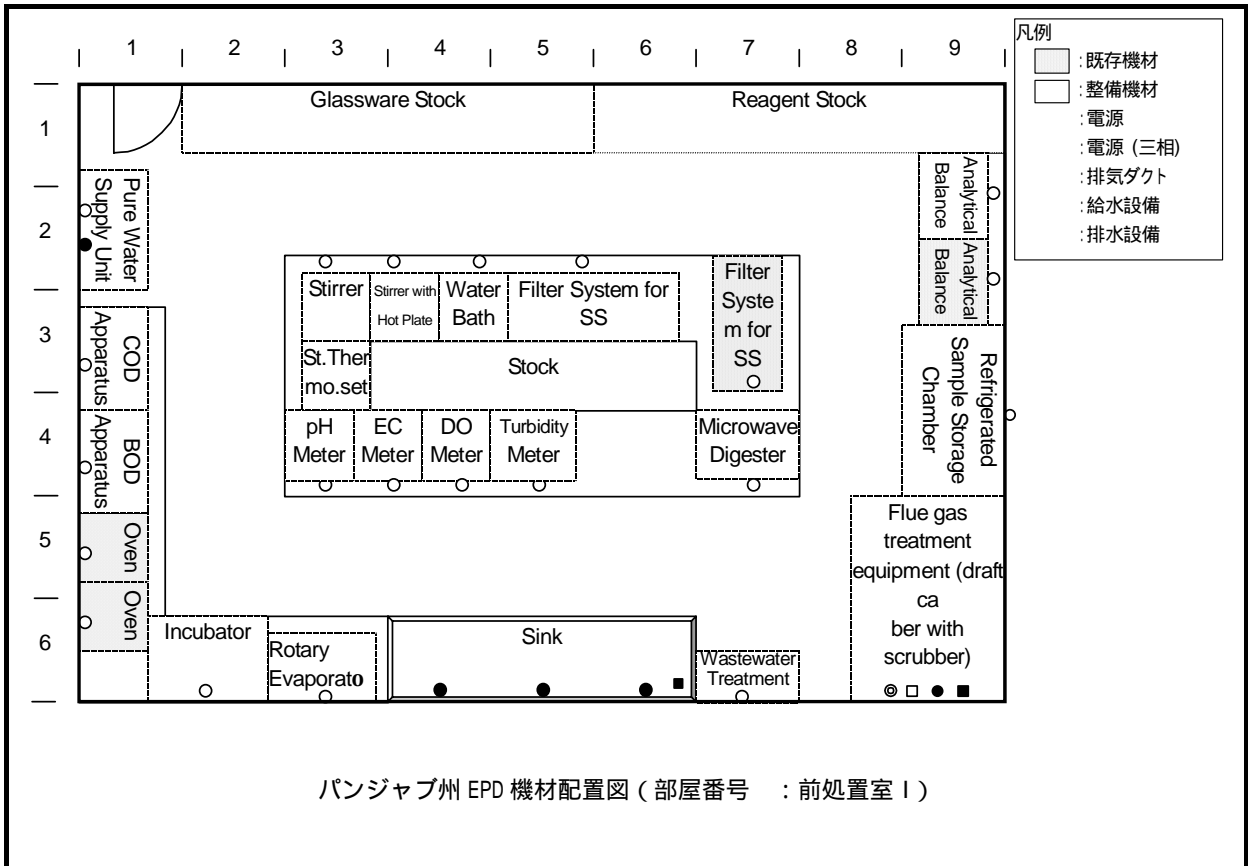 1 2 3 4 5 6 7 8 9
凡例
:既存機材
:整備機材
:電源
:電源 (三相)
:排気ダクト
:給水設備
:排水設備
1
2
3
4
5
6
Glassware Stock
Reagent Stock
Pure Water
Supply Unit
Analytical
Balance
Analytical
Balance
Stirrer
Stirrer with
Hot Plate
Water
Bath
Filter System for
SS
Filter
Syste
m for
SS
COD
Apparatus
St.Ther
mo.set
Stock
Refrigerated
Sample Storage
Chamber
BOD
Apparatus
pH
Meter
EC
Meter
DO
Meter
Turbidity
Meter
Microwave
Digester
Oven
Oven
Flue gas
treatment
equipment (draft
ca
ber with
scrubber)
Incubator
Rotary
Evaporato
Sink
Wastewater
Treatment
パンジャブ州 EPD 機材配置図 ( 部屋番号 : 前処置室 I )